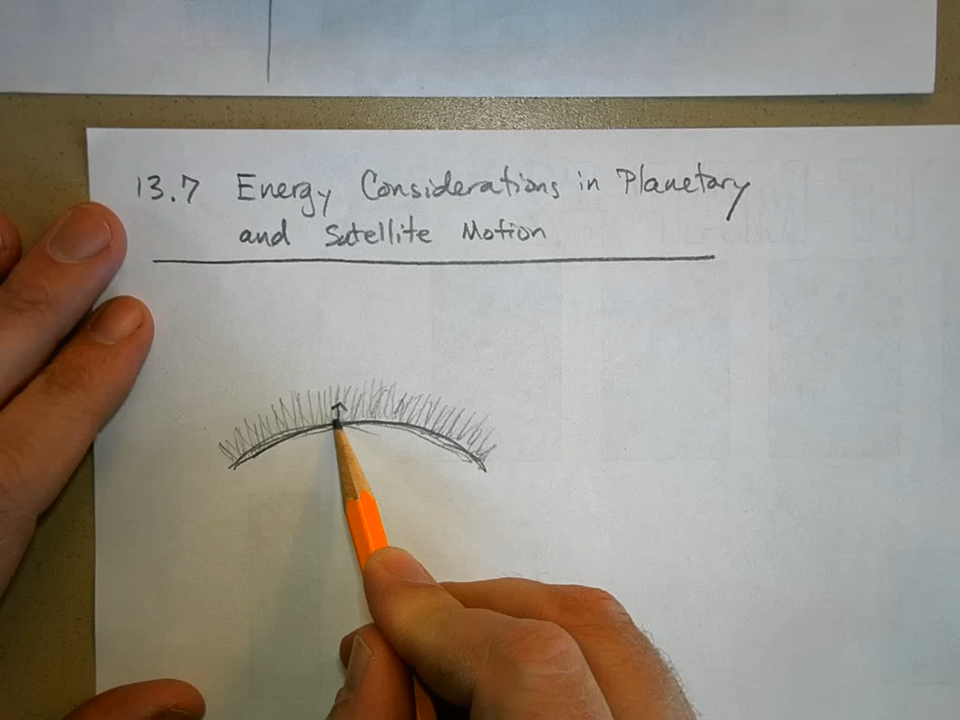 13.7 Energy Considerations in Planetary
and Satellite Motion